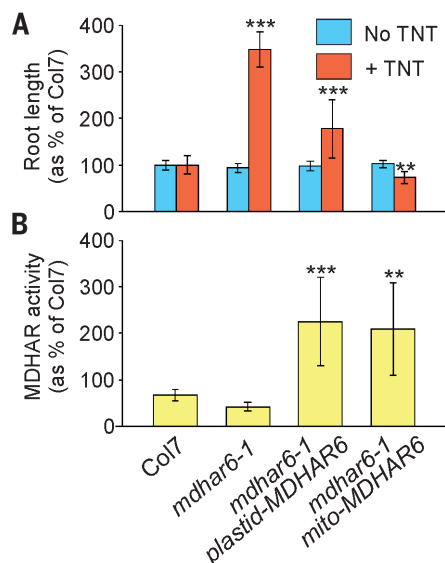 A
400
300
200
100
0
Root length
(as % of Col7)
***
***
**
No TNT
+ TNT
B
400
300
200
100
0
MDHAR activity
(as % of Col7)
***
**
Col7
mdhar6-1
mdhar6-1
plastid-MDHAR6
mdhar6-1
mito-MDHAR6